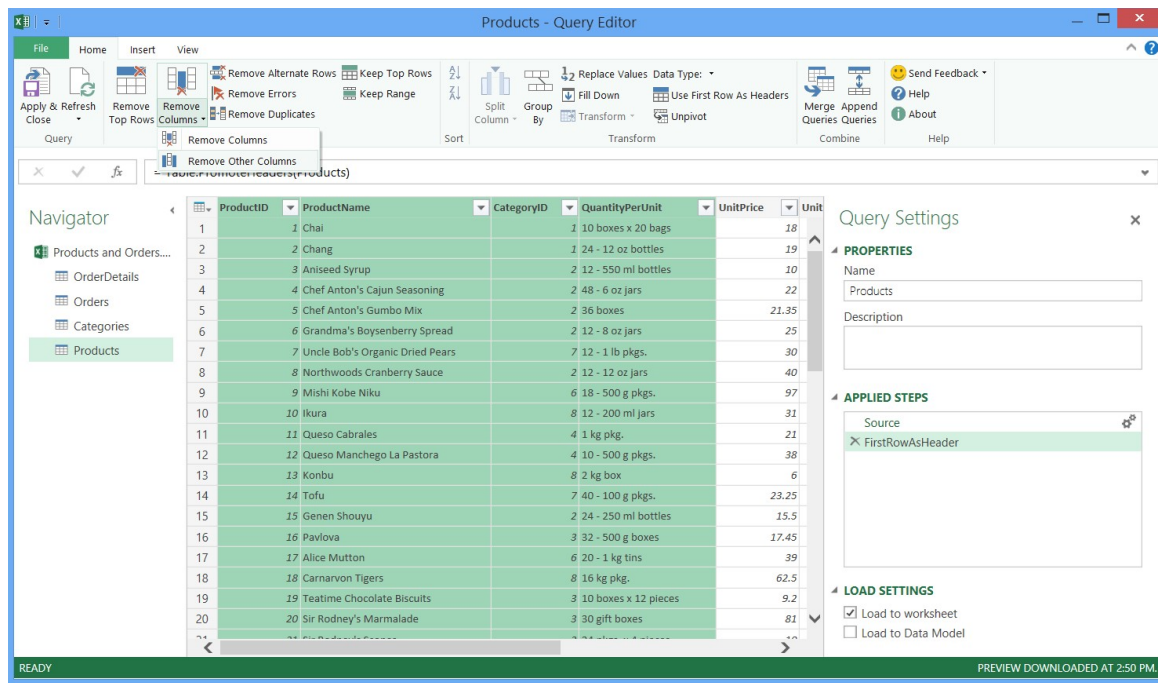 Products - Query Editor
File Home Insert View
Apply & Close
Refresh
Query
Remove Top Rows
Remove Columns
Remove Alternate Rows
Remove Errors
Remove Duplicates
Keep Top Rows
Keep Range
Sort
Split Column
Group By
Replace Values
Fill Down
Transform
Data Type:
Use First Row As Headers
Unpivot
Transform
Merge Queries
Append Queries
Combine
Send Feedback
Help
About
Help
Remove Columns
Remove Other Columns
fx
Navigator
Products and Orders....
OrderDetails
Orders
Categories
Products
ProductID ProductName CategoryID QuantityPerUnit UnitPrice Unit
1 1 Chai 1 10 boxes x 20 bags 18
2 2 Chang 1 24 - 12 oz bottles 19
3 3 Aniseed Syrup 2 12 - 550 ml bottles 10
4 4 Chef Anton's Cajun Seasoning 2 48 - 6 oz jars 22
5 5 Chef Anton's Gumbo Mix 2 36 boxes 21.35
6 6 Grandma's Boysenberry Spread 2 12 - 8 oz jars 25
7 7 Uncle Bob's Organic Dried Pears 7 12 - 1 lb pkgs. 30
8 8 Northwoods Cranberry Sauce 2 12 - 12 oz jars 40
9 9 Mishi Kobe Niku 6 18 - 500 g pkgs. 97
10 10 Ikura 8 12 - 200 ml jars 31
11 11 Queso Cabrales 4 1 kg pkg. 21
12 12 Queso Manchego La Pastora 4 10 - 500 g pkgs. 38
13 13 Konbu 8 2 kg box 6
14 14 Tofu 7 40 - 100 g pkgs. 23.25
15 15 Genen Shouyu 2 24 - 250 ml bottles 15.5
16 16 Pavlova 3 32 - 500 g boxes 17.45
17 17 Alice Mutton 6 20 - 1 kg tins 39
18 18 Carnarvon Tigers 8 16 kg pkg. 62.5
19 19 Teatime Chocolate Biscuits 3 10 boxes x 12 pieces 9.2
20 20 Sir Rodney's Marmalade 3 30 gift boxes 81
Query Settings
PROPERTIES
Name
Products
Description
APPLIED STEPS
Source
FirstRowAsHeader
LOAD SETTINGS
Load to worksheet
Load to Data Model
READY
PREVIEW DOWNLOADED AT 2:50 PM.